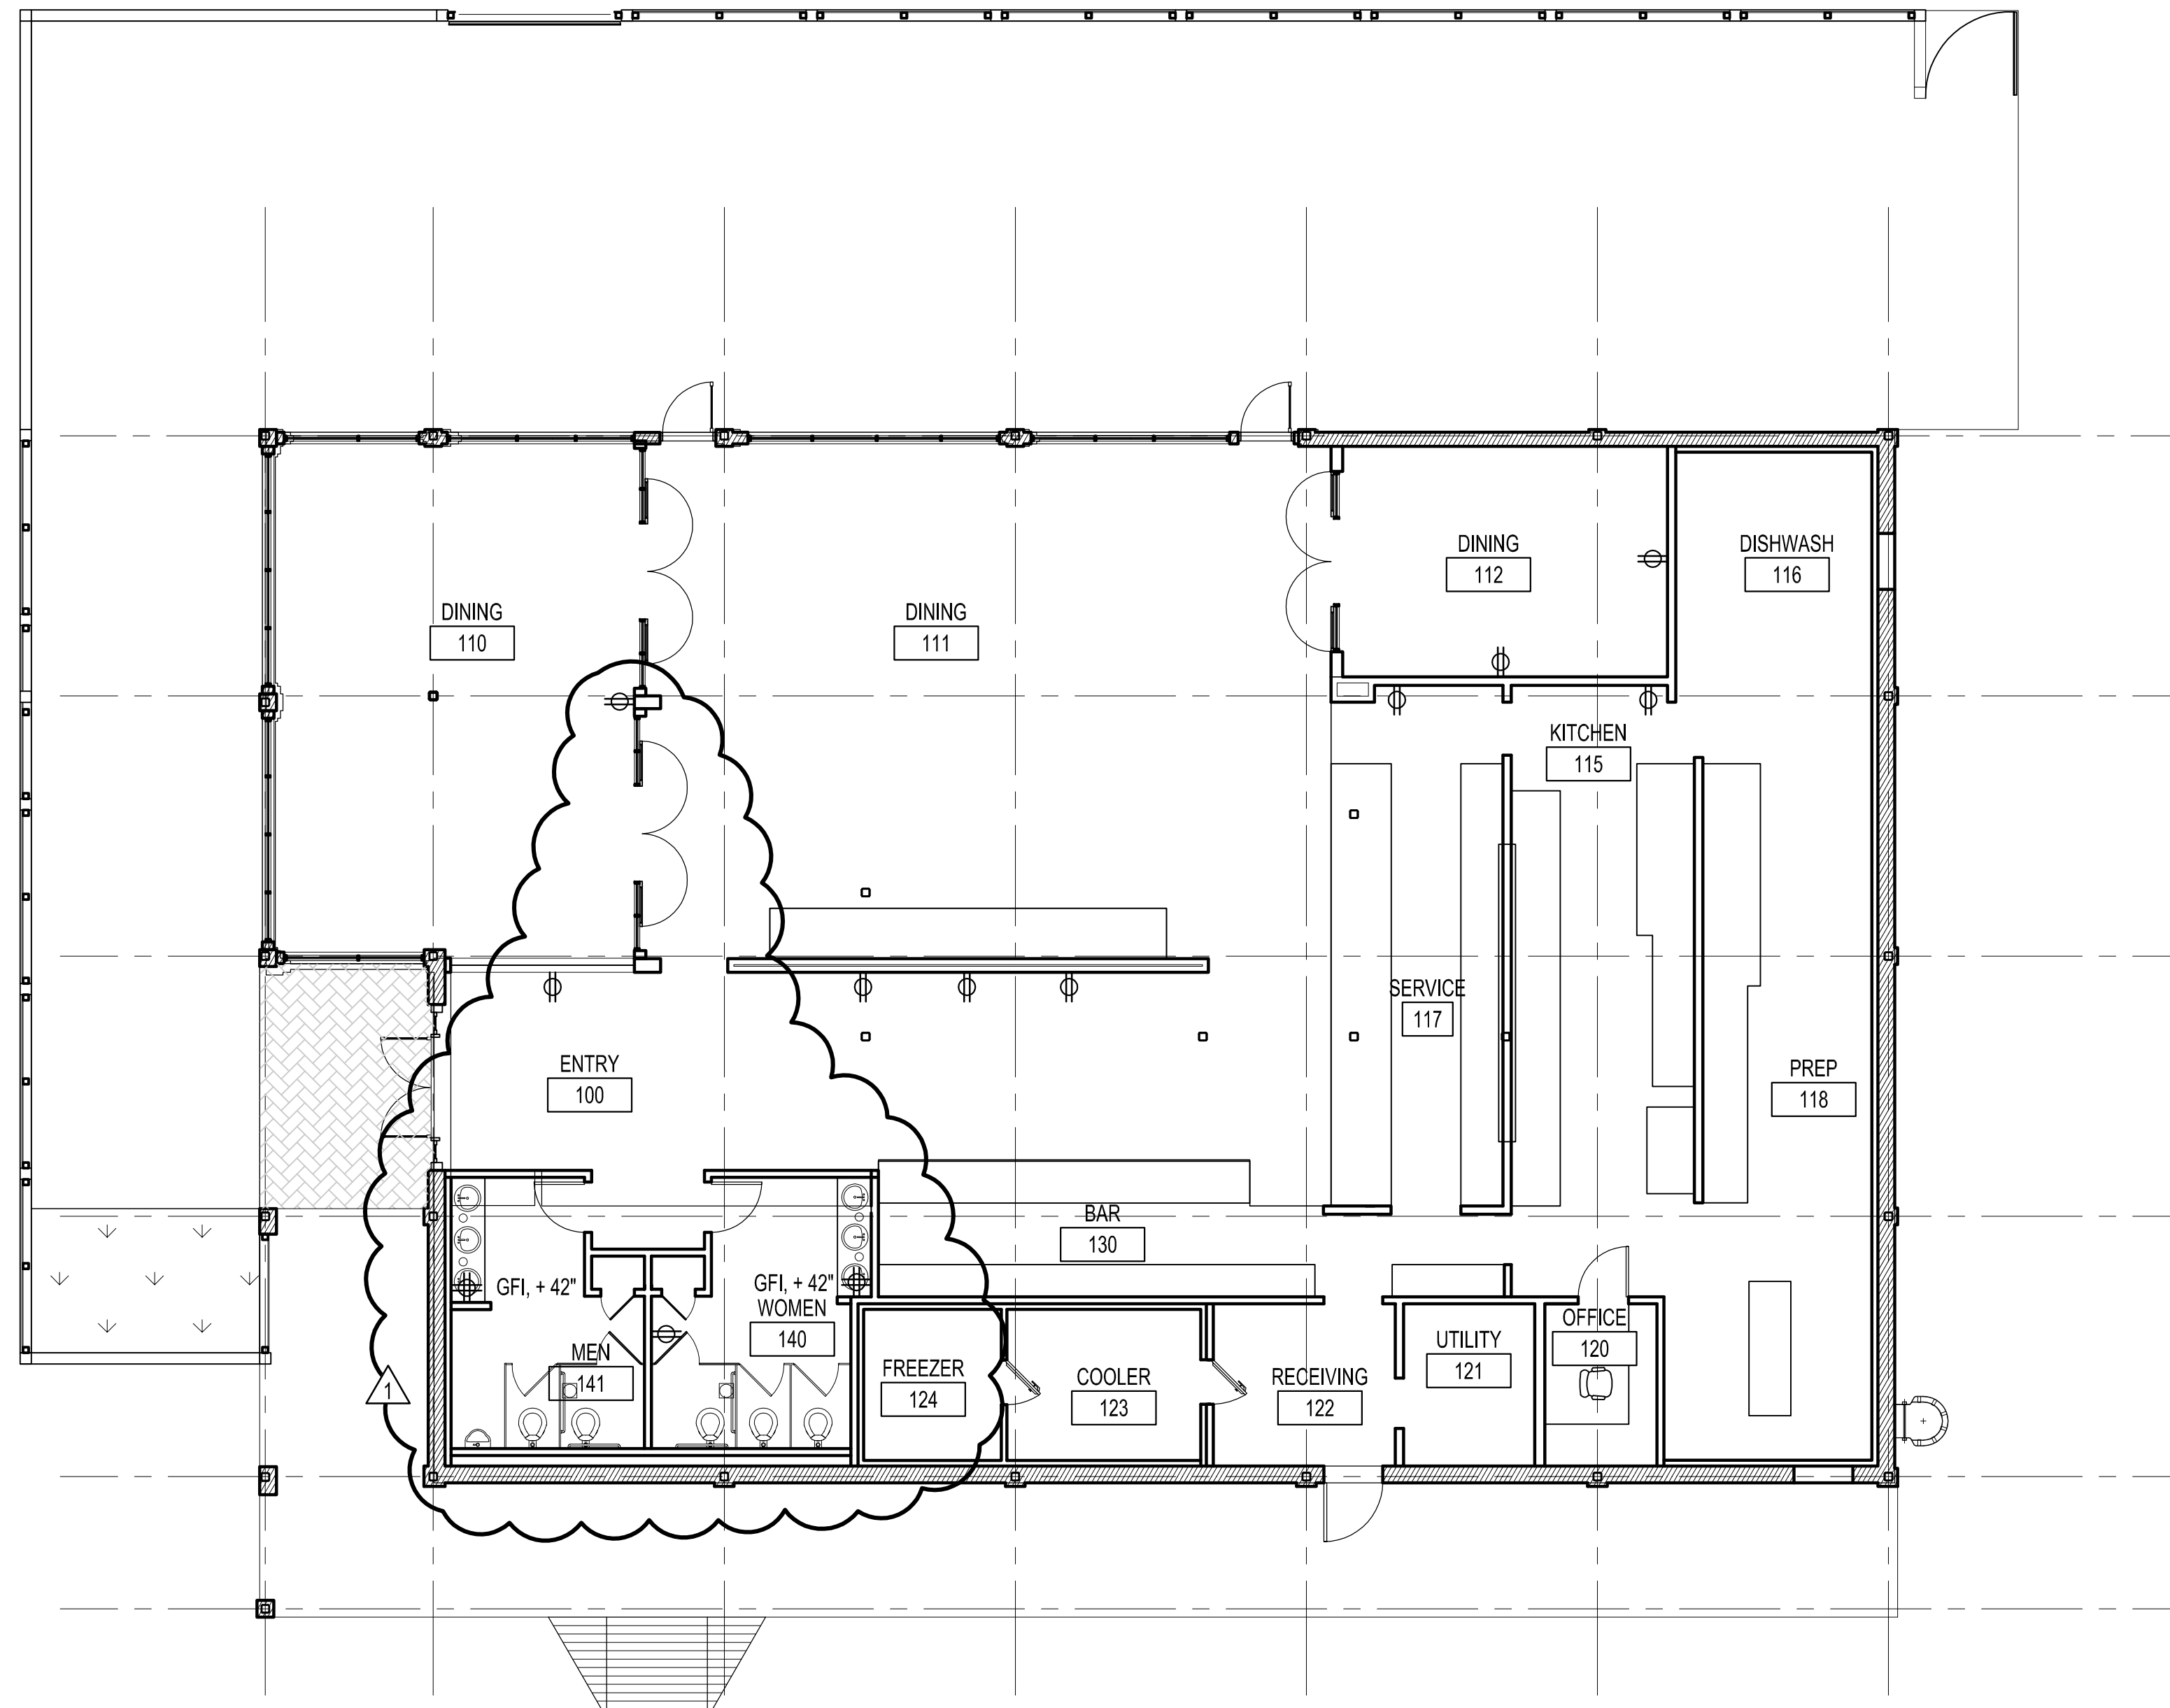 DINING
112
DISHWASH
116
DINING
110
DINING
111
KITCHEN
115
SERVICE
117
ENTRY
100
PREP
118
BAR
130
GFI, + 42"
GFI, + 42"
WOMEN
140
MEN
141
OFFICE
120
UTILITY
121
FREEZER
124
COOLER
123
RECEIVING
122
1